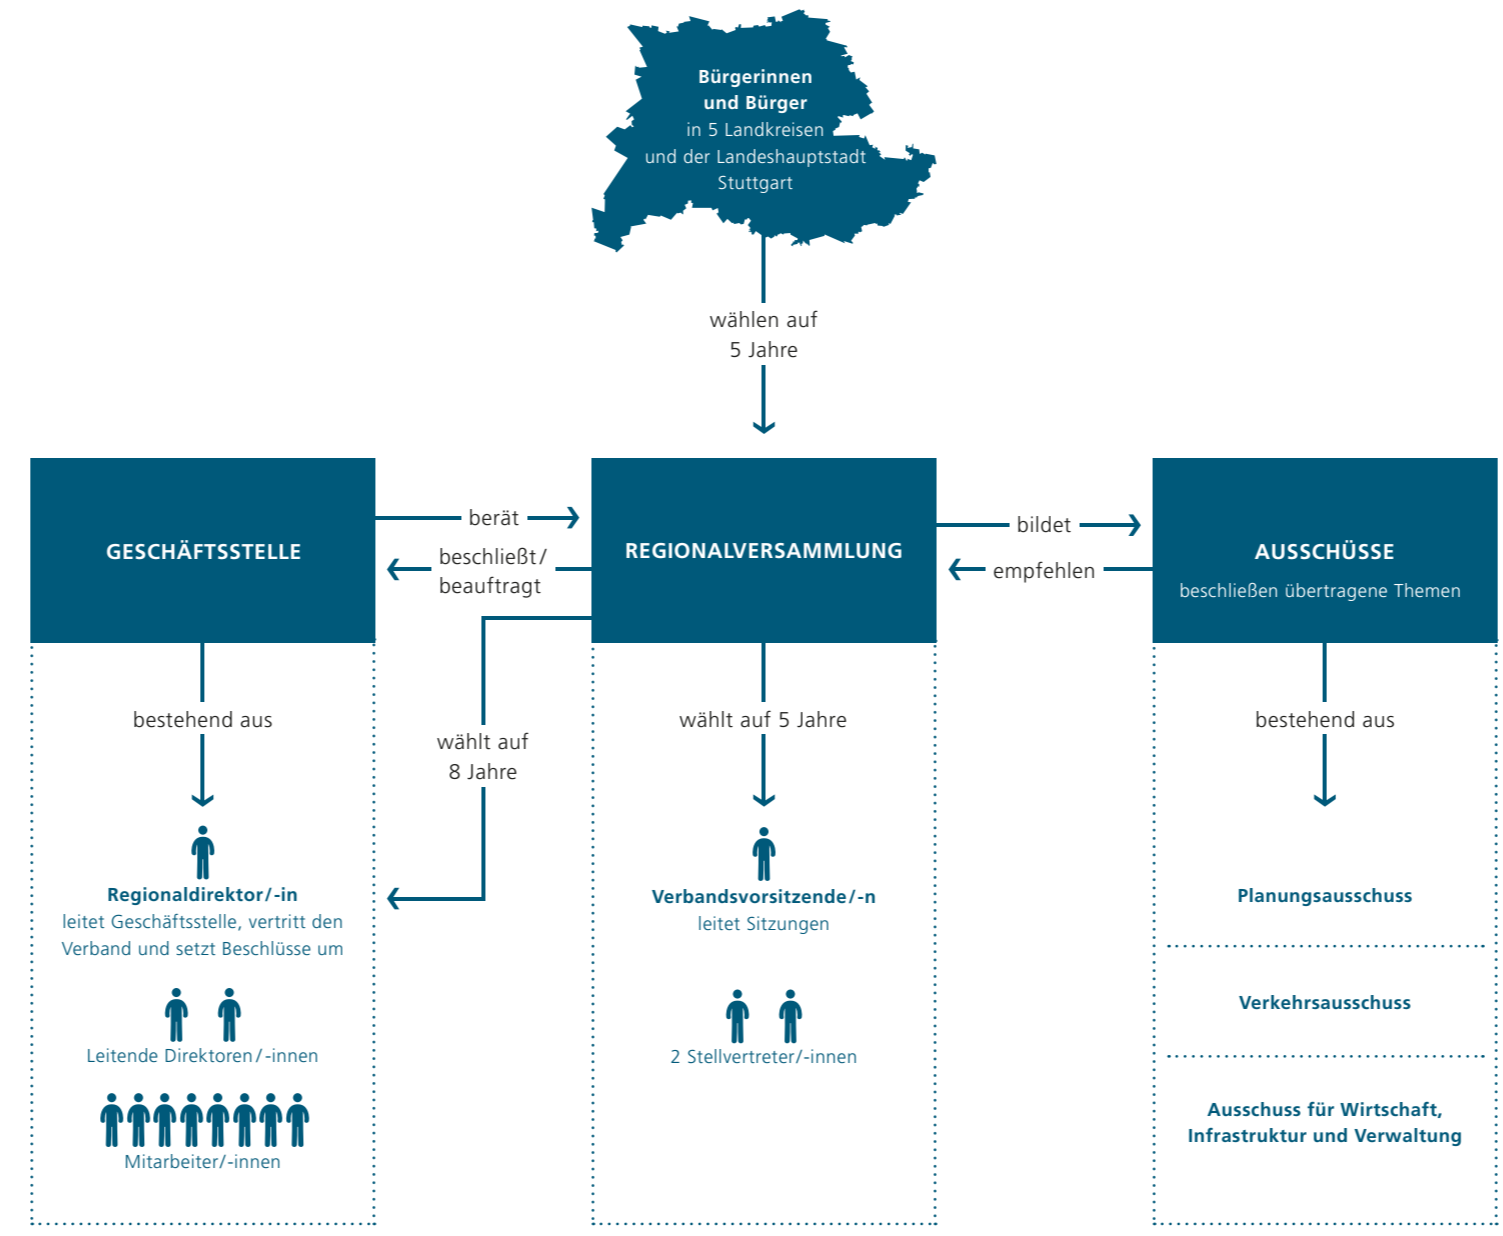 Bürgerinnen
und Bürger
in 5 Landkreisen
und der Landeshauptstadt
Stuttgart
wählen auf
5 Jahre
GESCHÄFTSSTELLE
berät
beschließt/
beauftragt
REGIONALVERSAMMLUNG
bildet
empfehlen
AUSSCHÜSSE
beschließen übertragene Themen
bestehend aus
wählt auf
8 Jahre
wählt auf 5 Jahre
bestehend aus
Regionaldirektor/-in
leitet Geschäftsstelle, vertritt den
Verband und setzt Beschlüsse um
Leitende Direktoren/-innen
Mitarbeiter/-innen
Verbandsvorsitzende/-n
leitet Sitzungen
2 Stellvertreter/-innen
Planungsausschuss
Verkehrsausschuss
Ausschuss für Wirtschaft,
Infrastruktur und Verwaltung